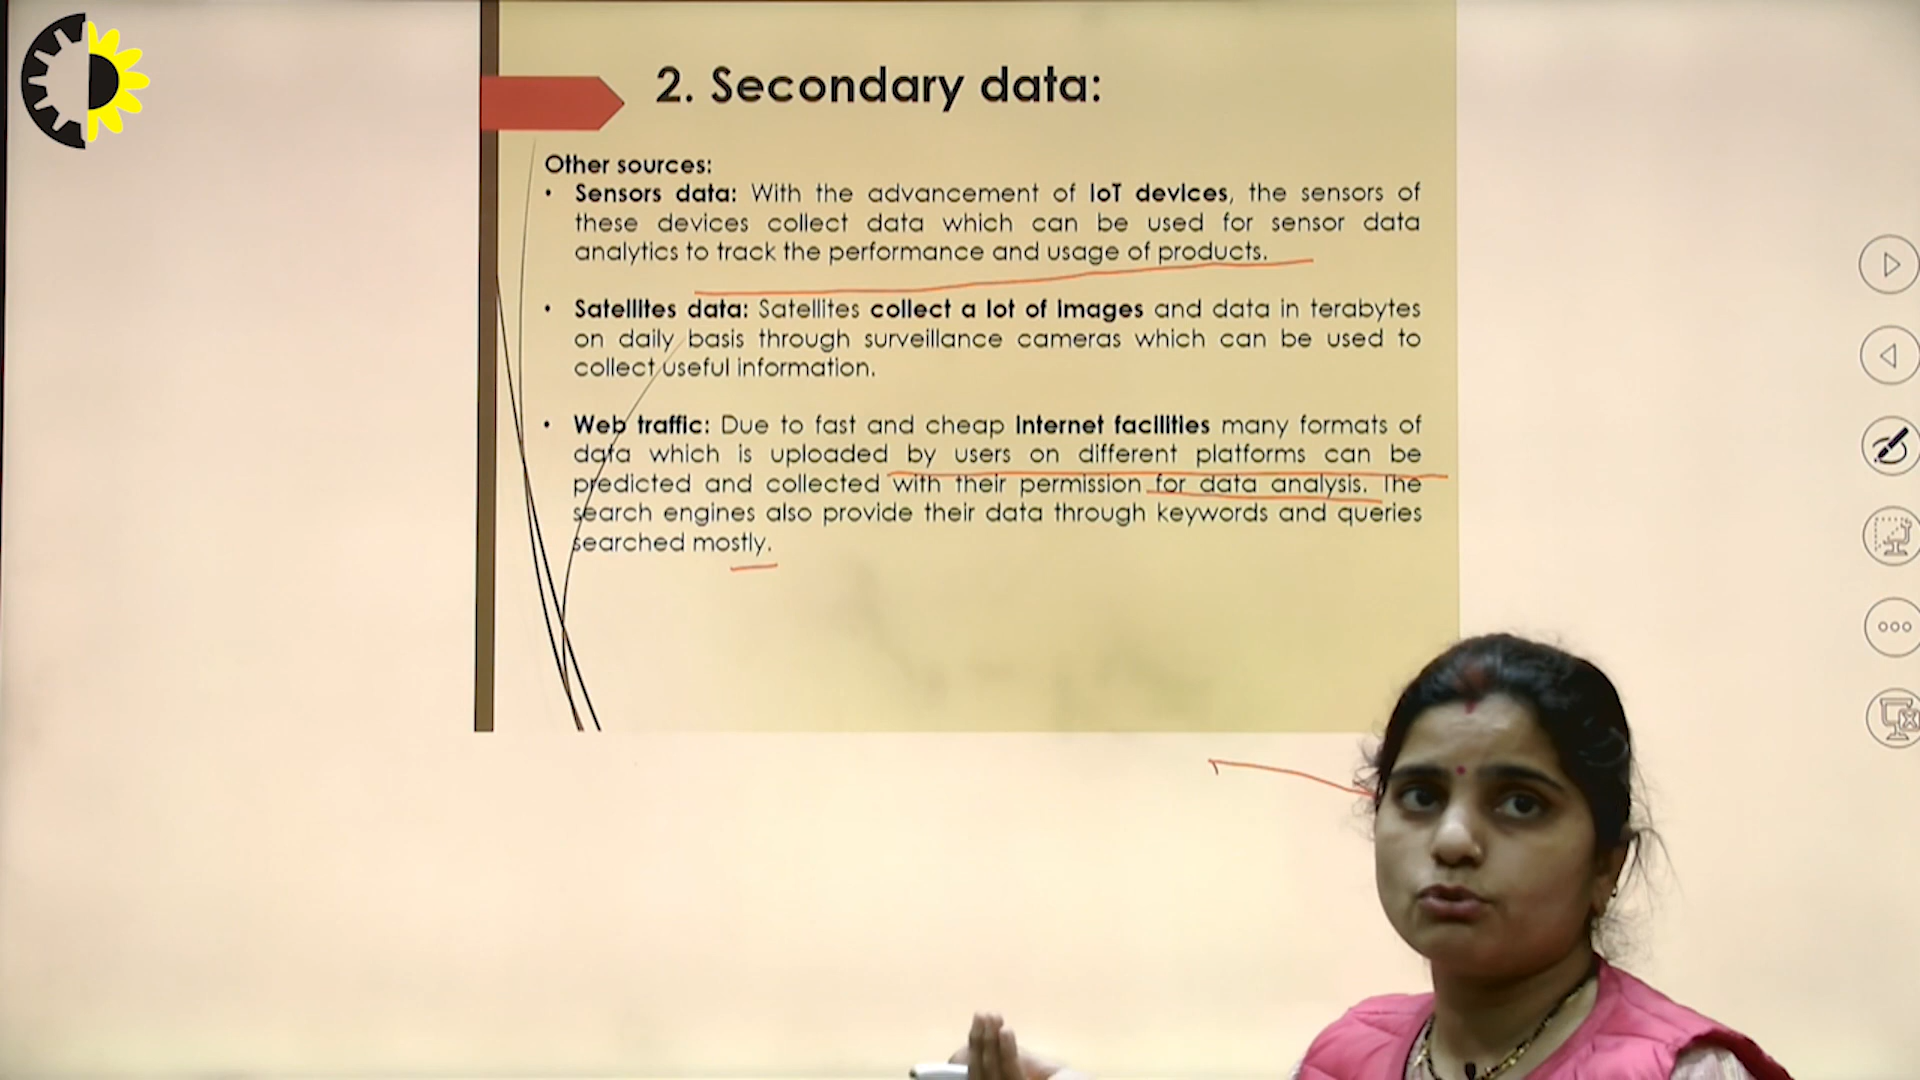 2. Secondary data:
Other sources:
• Sensors data: With the advancement of IoT devices, the sensors of
these devices collect data which can be used for sensor data
analytics to track the performance and usage of products.
• Satellites data: Satellites collect a lot of images and data in terabytes
on daily basis through surveillance cameras which can be used to
collect useful information.
• Web traffic: Due to fast and cheap internet facilities many formats of
data which is uploaded by users on different platforms can be
predicted and collected with their permission for data analysis. The
search engines also provide their data through keywords and queries
searched mostly.